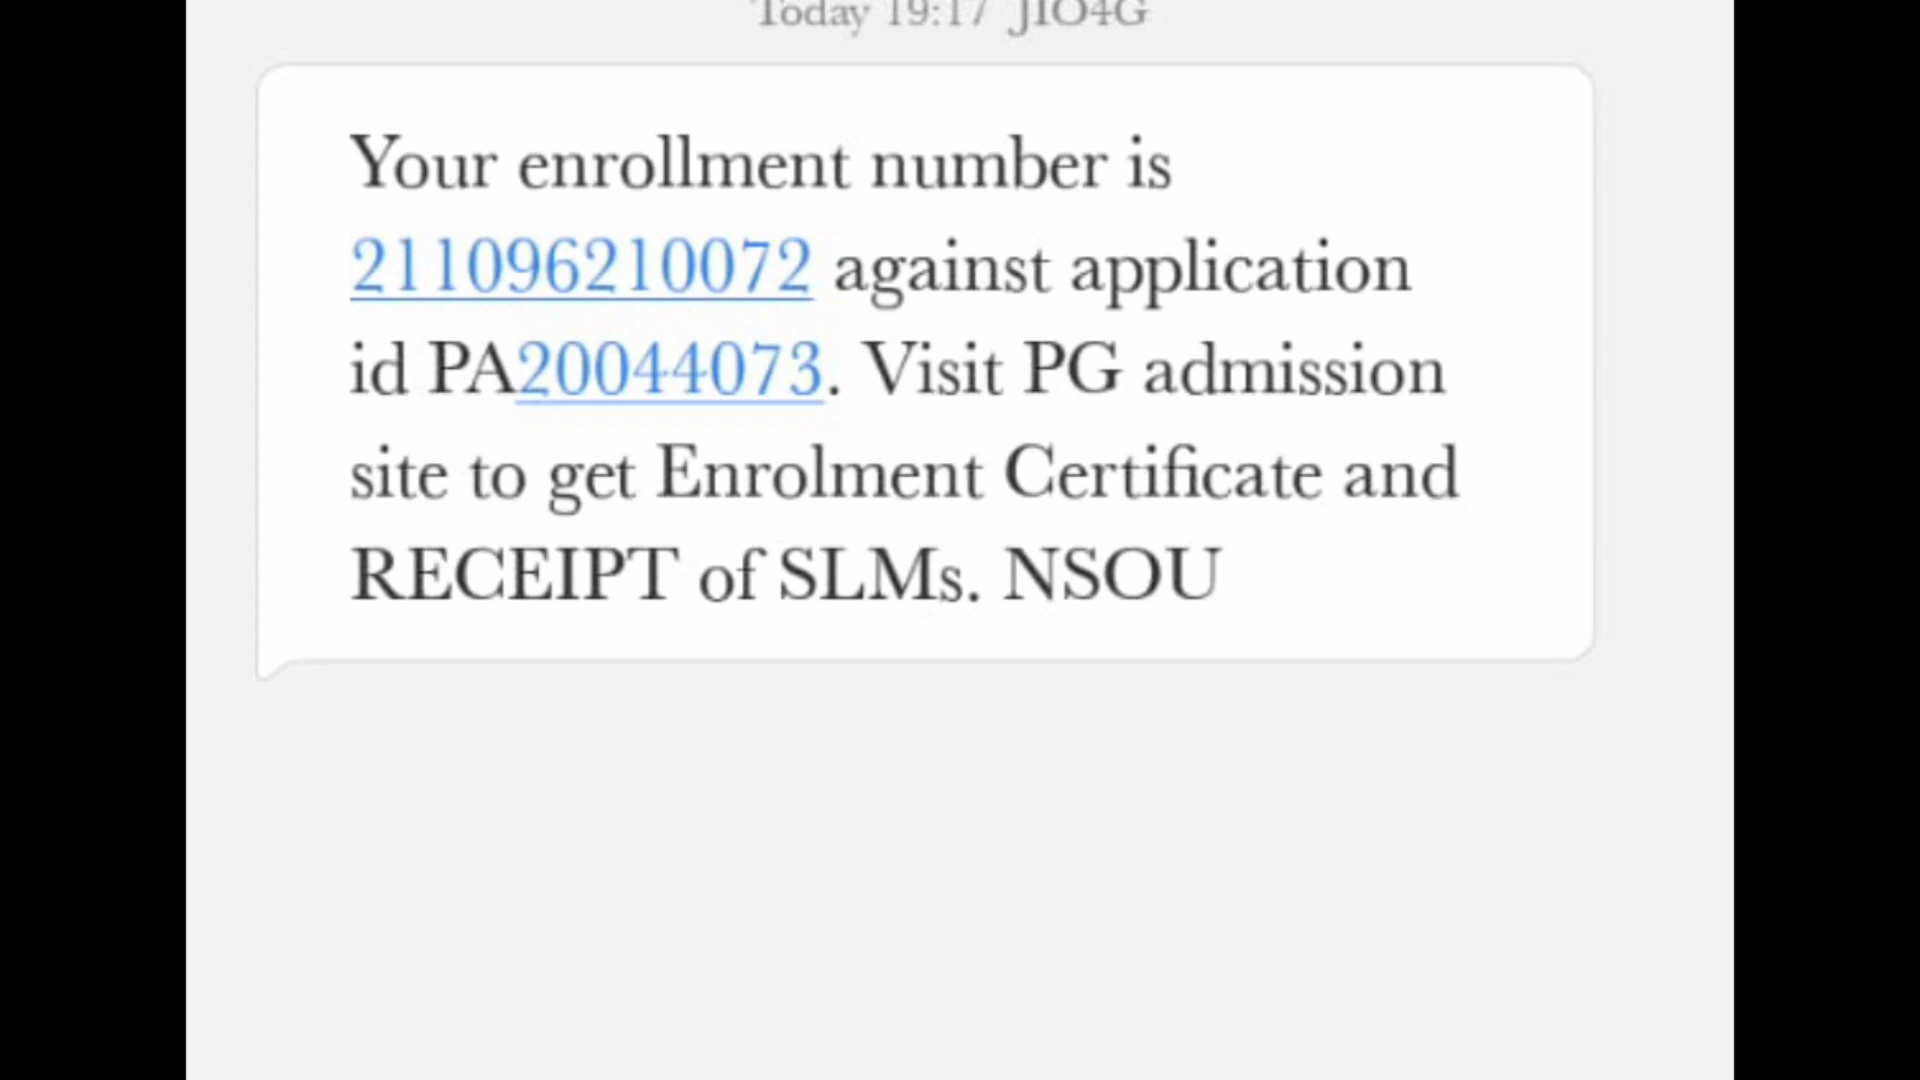 Today 19:17 JIO4G
Your enrollment number is
211096210072 against application
id PA20044073. Visit PG admission
site to get Enrolment Certificate and
RECEIPT of SLMs. NSOU